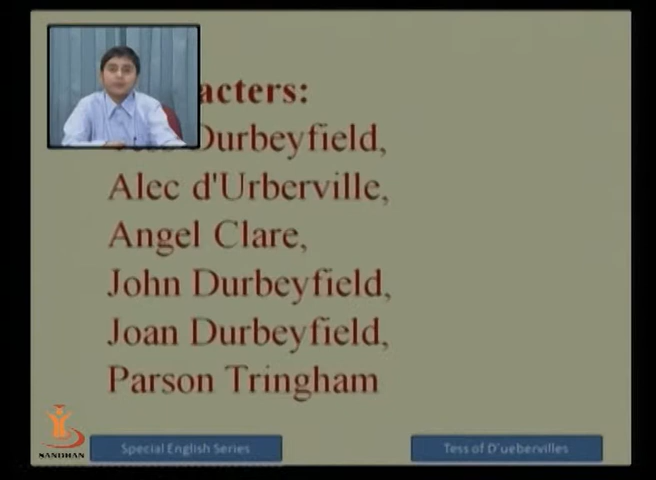 acters:
Durbeyfield,
Alec d'Urberville,
Angel Clare,
John Durbeyfield,
Joan Durbeyfield,
Parson Tringham
SANDHAN
Special English Series
Tess of D'uebervilles